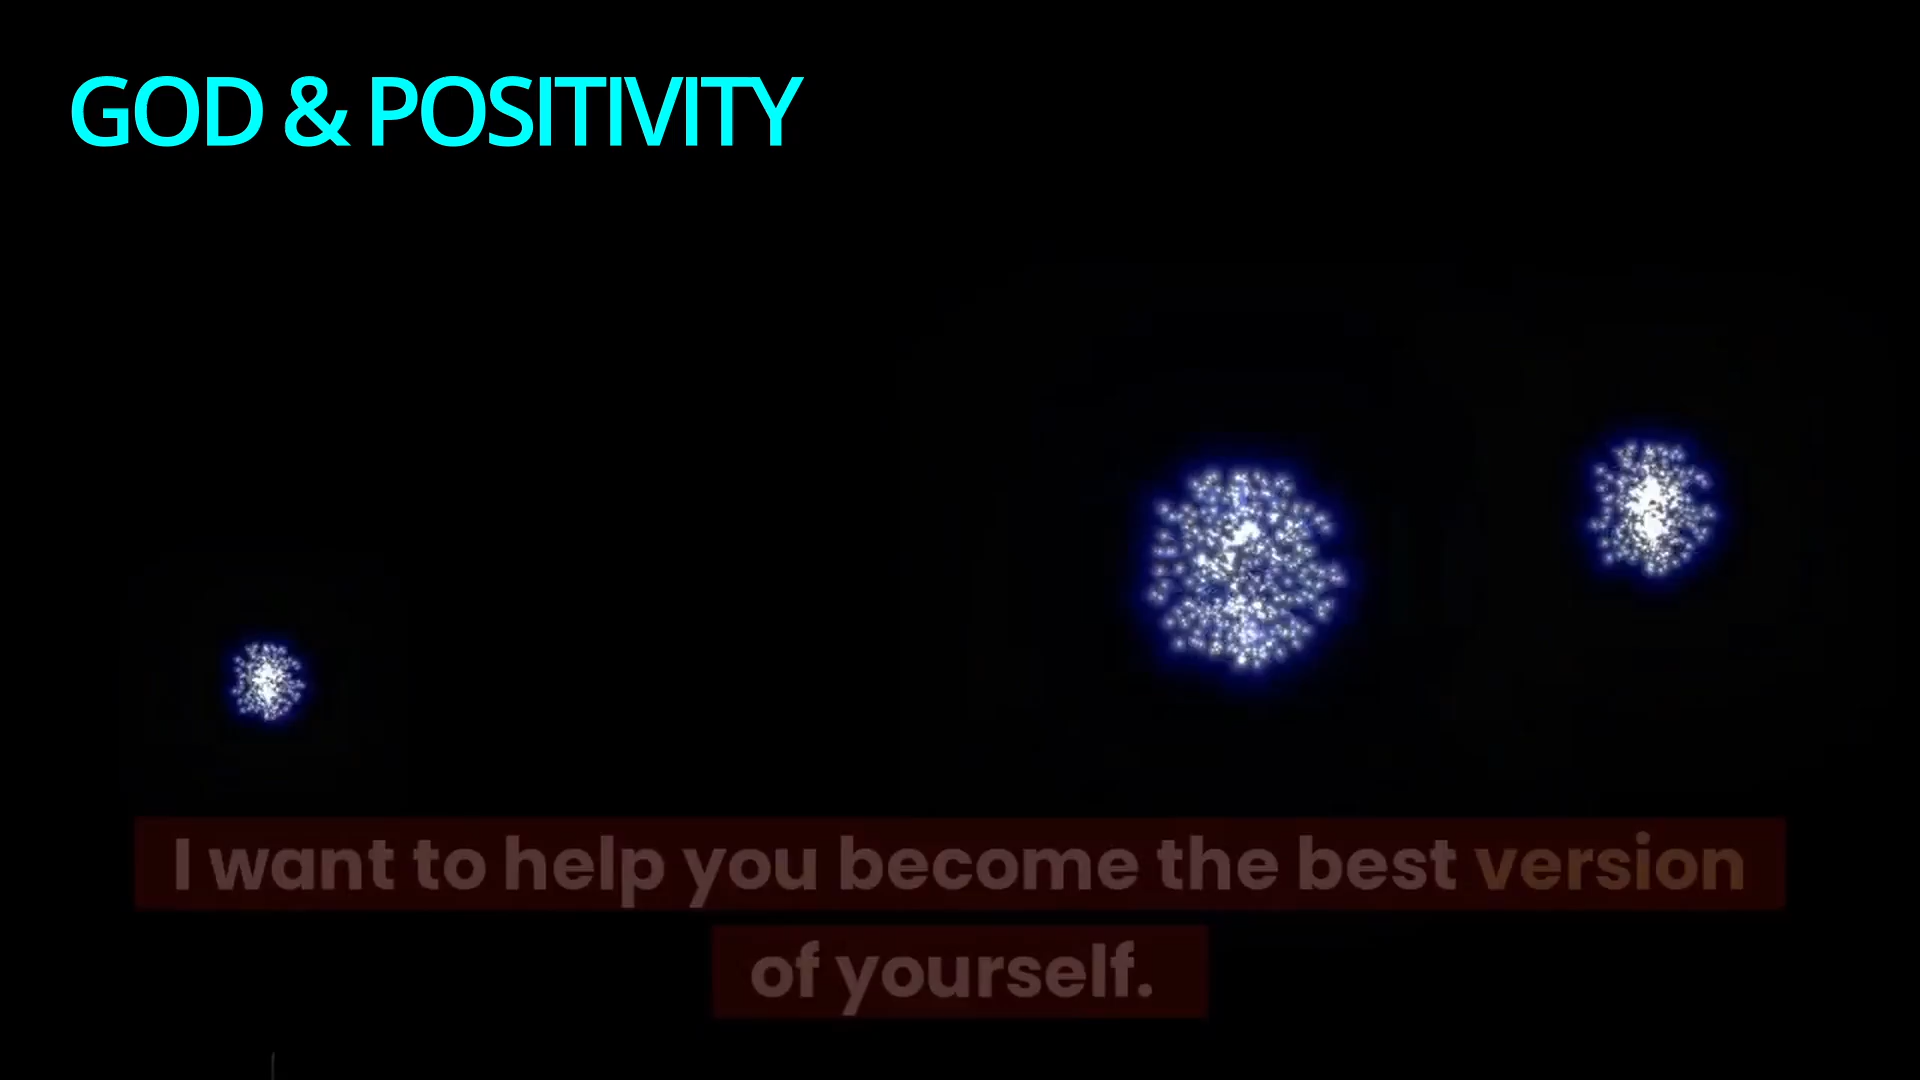 GOD & POSITIVITY
I want to help you become the best version
of yourself.